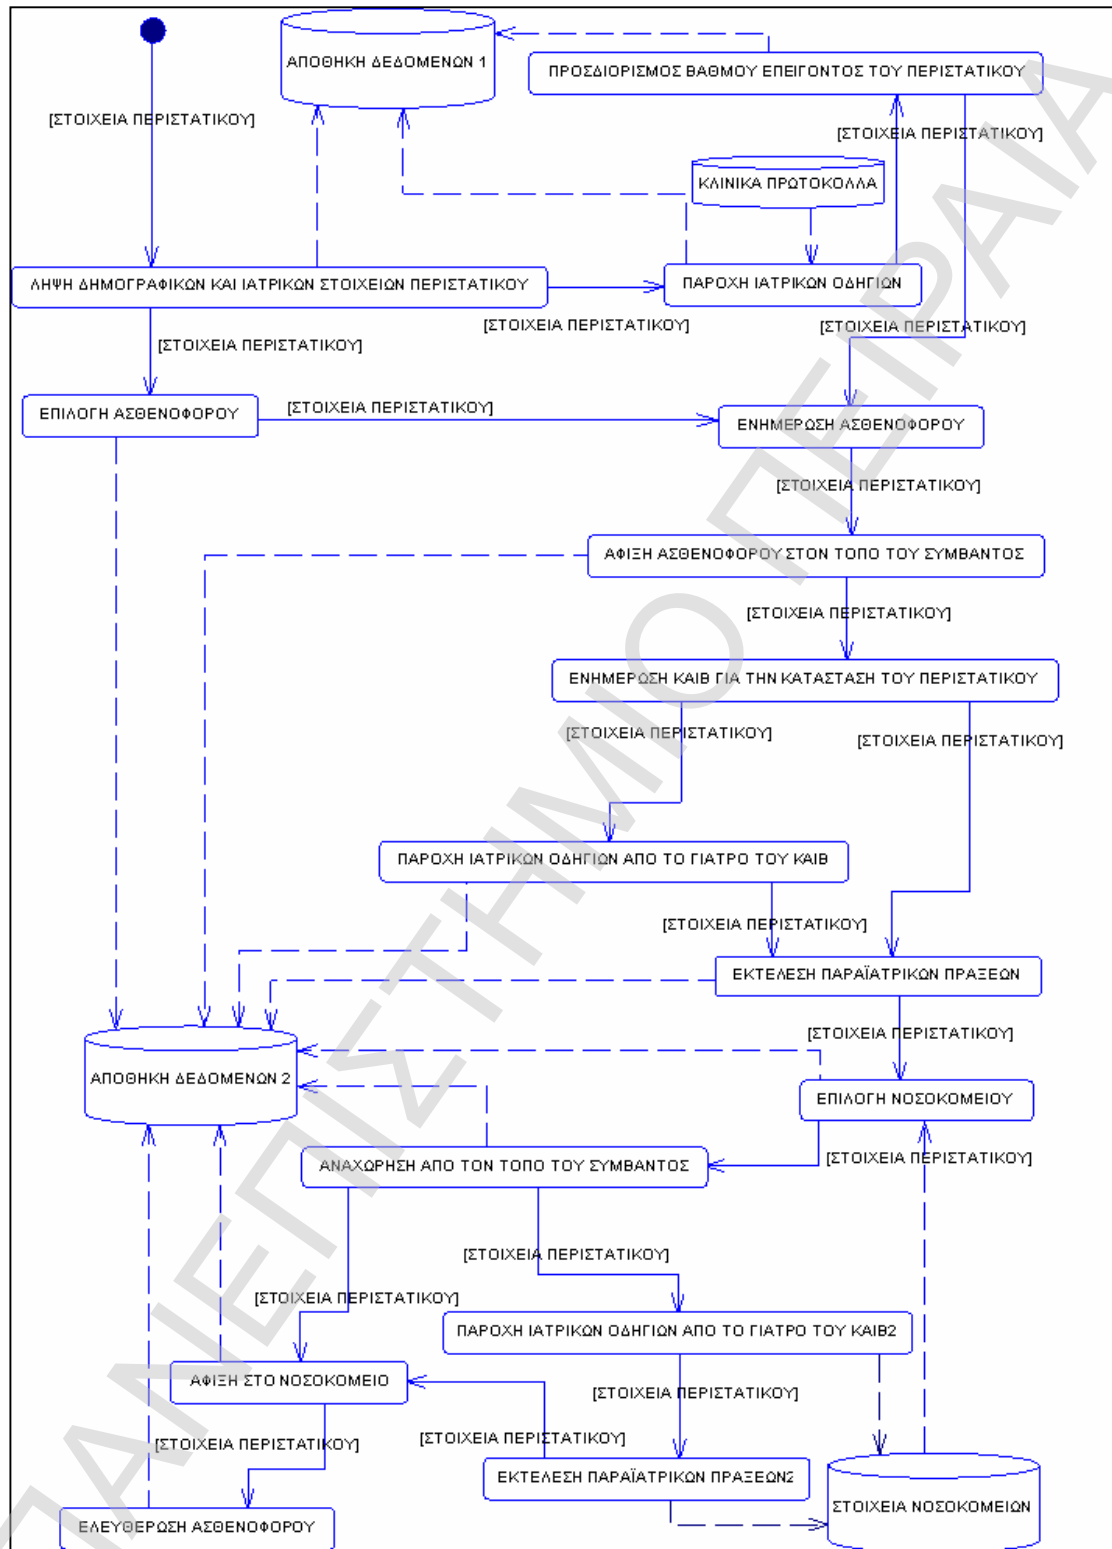 ΑΠΟΘΗΚΗ ΔΕΔΟΜΕΝΩΝ 1
ΠΡΟΣΔΙΟΡΙΣΜΟΣ ΒΑΘΜΟΥ ΕΠΕΙΓΟΝΤΟΣ ΤΟΥ ΠΕΡΙΣΤΑΤΙΚΟΥ
[ΣΤΟΙΧΕΙΑ ΠΕΡΙΣΤΑΤΙΚΟΥ]
[ΣΤΟΙΧΕΙΑ ΠΕΡΙΣΤΑΤΙΚΟΥ]
ΚΛΙΝΙΚΑ ΠΡΩΤΟΚΟΛΛΑ
ΛΗΨΗ ΔΗΜΟΓΡΑΦΙΚΩΝ ΚΑΙ ΙΑΤΡΙΚΩΝ ΣΤΟΙΧΕΙΩΝ ΠΕΡΙΣΤΑΤΙΚΟΥ
ΠΑΡΟΧΗ ΙΑΤΡΙΚΩΝ ΟΔΗΓΙΩΝ
[ΣΤΟΙΧΕΙΑ ΠΕΡΙΣΤΑΤΙΚΟΥ]
[ΣΤΟΙΧΕΙΑ ΠΕΡΙΣΤΑΤΙΚΟΥ]
[ΣΤΟΙΧΕΙΑ ΠΕΡΙΣΤΑΤΙΚΟΥ]
ΕΠΙΛΟΓΗ ΑΣΘΕΝΟΦΟΡΟΥ
[ΣΤΟΙΧΕΙΑ ΠΕΡΙΣΤΑΤΙΚΟΥ]
ΕΝΗΜΕΡΩΣΗ ΑΣΘΕΝΟΦΟΡΟΥ
[ΣΤΟΙΧΕΙΑ ΠΕΡΙΣΤΑΤΙΚΟΥ]
ΑΦΙΞΗ ΑΣΘΕΝΟΦΟΡΟΥ ΣΤΟΝ ΤΟΠΟ ΤΟΥ ΣΥΜΒΑΝΤΟΣ
[ΣΤΟΙΧΕΙΑ ΠΕΡΙΣΤΑΤΙΚΟΥ]
ΕΝΗΜΕΡΩΣΗ ΚΑΙΒ ΓΙΑ ΤΗΝ ΚΑΤΑΣΤΑΣΗ ΤΟΥ ΠΕΡΙΣΤΑΤΙΚΟΥ
[ΣΤΟΙΧΕΙΑ ΠΕΡΙΣΤΑΤΙΚΟΥ]
[ΣΤΟΙΧΕΙΑ ΠΕΡΙΣΤΑΤΙΚΟΥ]
ΠΑΡΟΧΗ ΙΑΤΡΙΚΩΝ ΟΔΗΓΙΩΝ ΑΠΟ ΤΟ ΓΙΑΤΡΟ ΤΟΥ ΚΑΙΒ
[ΣΤΟΙΧΕΙΑ ΠΕΡΙΣΤΑΤΙΚΟΥ]
ΕΚΤΕΛΕΣΗ ΠΑΡΑΪΑΤΡΙΚΩΝ ΠΡΑΞΕΩΝ
[ΣΤΟΙΧΕΙΑ ΠΕΡΙΣΤΑΤΙΚΟΥ]
ΑΠΟΘΗΚΗ ΔΕΔΟΜΕΝΩΝ 2
ΕΠΙΛΟΓΗ ΝΟΣΟΚΟΜΕΙΟΥ
ΑΝΑΧΩΡΗΣΗ ΑΠΟ ΤΟΝ ΤΟΠΟ ΤΟΥ ΣΥΜΒΑΝΤΟΣ
[ΣΤΟΙΧΕΙΑ ΠΕΡΙΣΤΑΤΙΚΟΥ]
[ΣΤΟΙΧΕΙΑ ΠΕΡΙΣΤΑΤΙΚΟΥ]
[ΣΤΟΙΧΕΙΑ ΠΕΡΙΣΤΑΤΙΚΟΥ]
ΠΑΡΟΧΗ ΙΑΤΡΙΚΩΝ ΟΔΗΓΙΩΝ ΑΠΟ ΤΟ ΓΙΑΤΡΟ ΤΟΥ ΚΑΙΒ2
ΑΦΙΞΗ ΣΤΟ ΝΟΣΟΚΟΜΕΙΟ
[ΣΤΟΙΧΕΙΑ ΠΕΡΙΣΤΑΤΙΚΟΥ]
[ΣΤΟΙΧΕΙΑ ΠΕΡΙΣΤΑΤΙΚΟΥ]
[ΣΤΟΙΧΕΙΑ ΠΕΡΙΣΤΑΤΙΚΟΥ]
ΕΚΤΕΛΕΣΗ ΠΑΡΑΪΑΤΡΙΚΩΝ ΠΡΑΞΕΩΝ2
ΣΤΟΙΧΕΙΑ ΝΟΣΟΚΟΜΕΙΩΝ
ΕΛΕΥΘΕΡΩΣΗ ΑΣΘΕΝΟΦΟΡΟΥ
ΠΑΝΕΠΙΣΤΗΜΙΟ ΠΕΙΡΑΙΑ